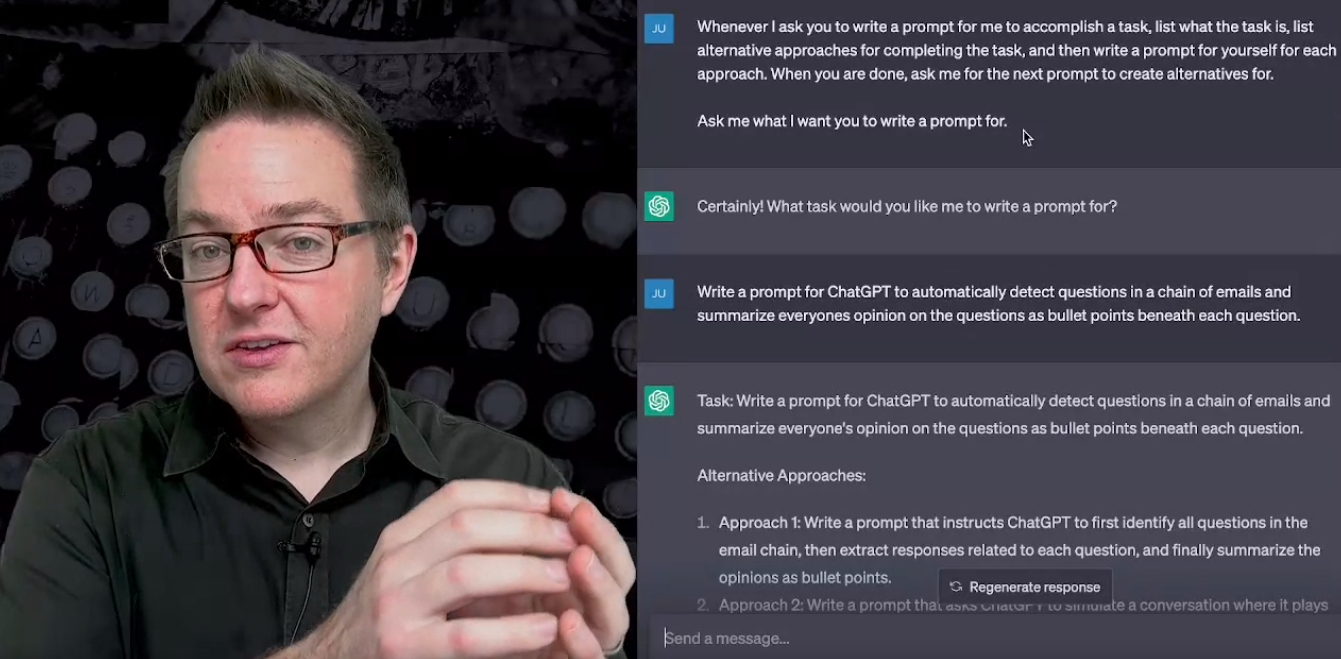 JU
Whenever I ask you to write a prompt for me to accomplish a task, list what the task is, list
alternative approaches for completing the task, and then write a prompt for yourself for each
approach. When you are done, ask me for the next prompt to create alternatives for.
Ask me what I want you to write a prompt for.
Certainly! What task would you like me to write a prompt for?
JU
Write a prompt for ChatGPT to automatically detect questions in a chain of emails and
summarize everyones opinion on the questions as bullet points beneath each question.
Task: Write a prompt for ChatGPT to automatically detect questions in a chain of emails and
summarize everyone's opinion on the questions as bullet points beneath each question.
Alternative Approaches:
1. Approach 1: Write a prompt that instructs ChatGPT to first identify all questions in the
email chain, then extract responses related to each question, and finally summarize the
opinions as bullet points.
Regenerate response
2. Approach 2: Write a prompt that asks ChatGPT to simulate a conversation where it plays
Send a message...